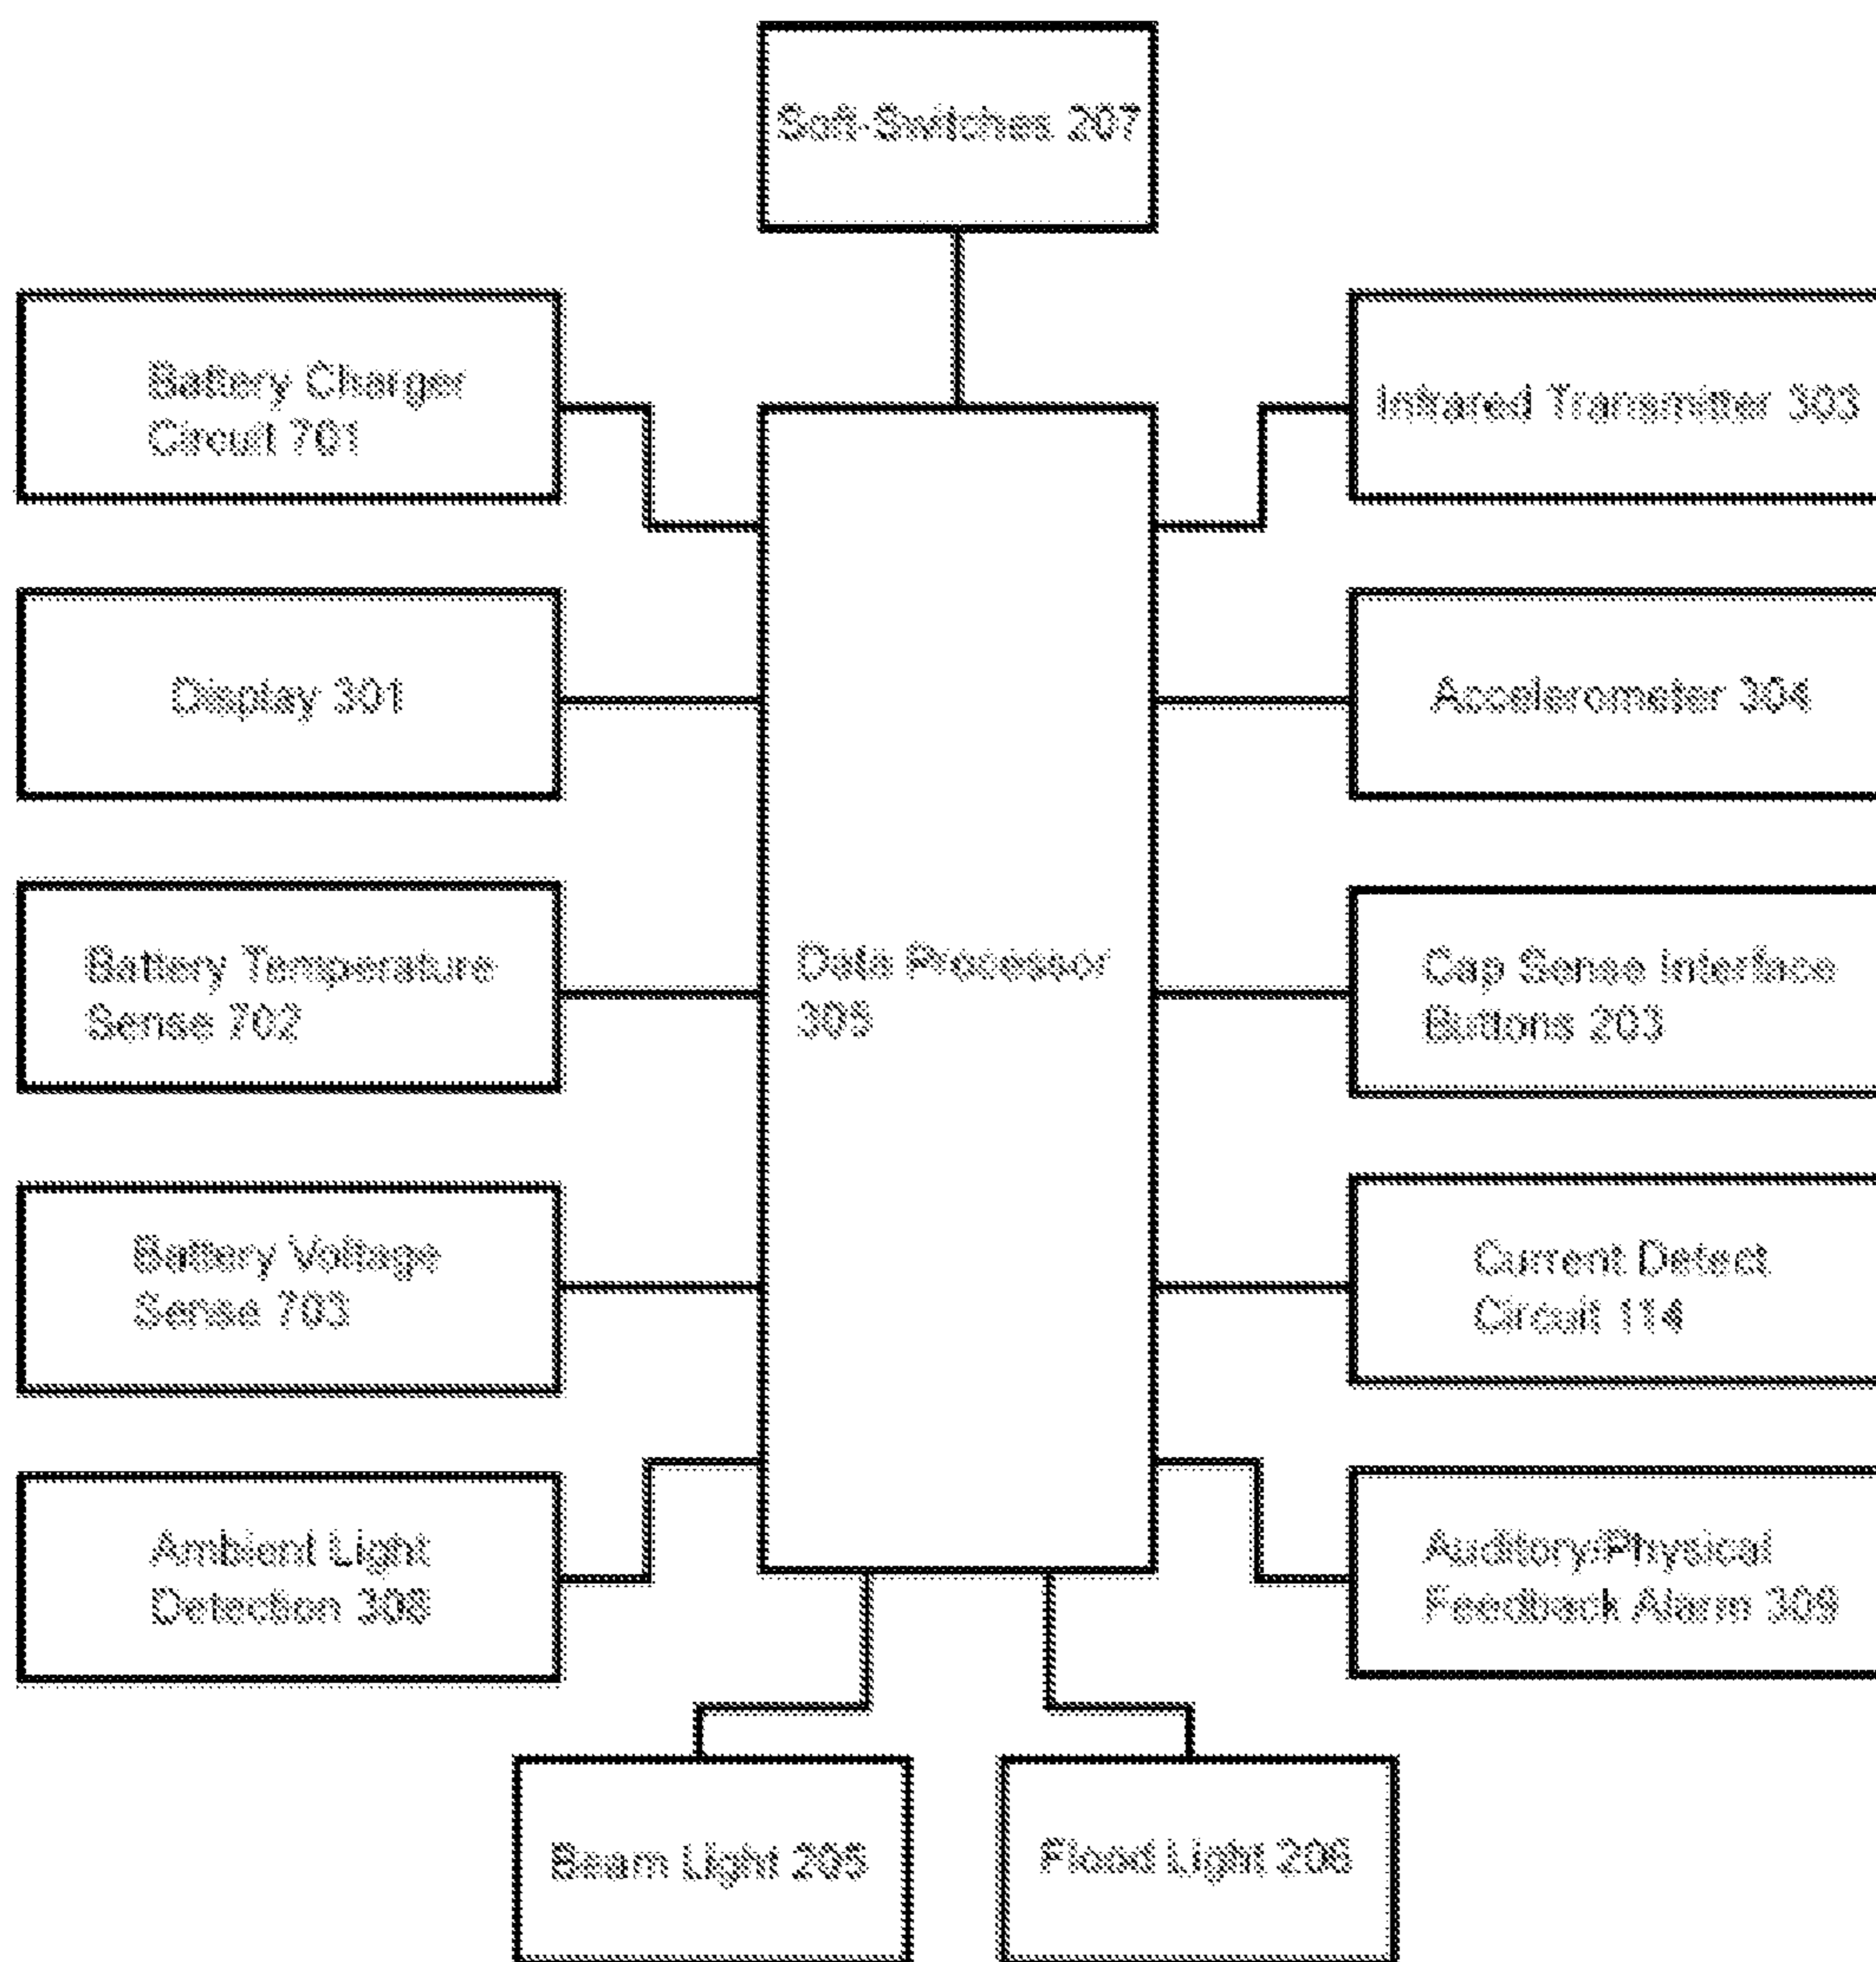 Soft-Switches 207
Battery Charger
Circuit 701
Infrared Transmitter 303
Display 301
Accelerometer 304
Battery Temperature
Sense 702
Data Processor
305
Cap Sense Interface
Buttons 203
Battery Voltage
Sense 703
Current Detect
Circuit 114
Ambient Light
Detection 308
Auditory/Physical
Feedback Alarm 309
Beam Light 205
Flood Light 206